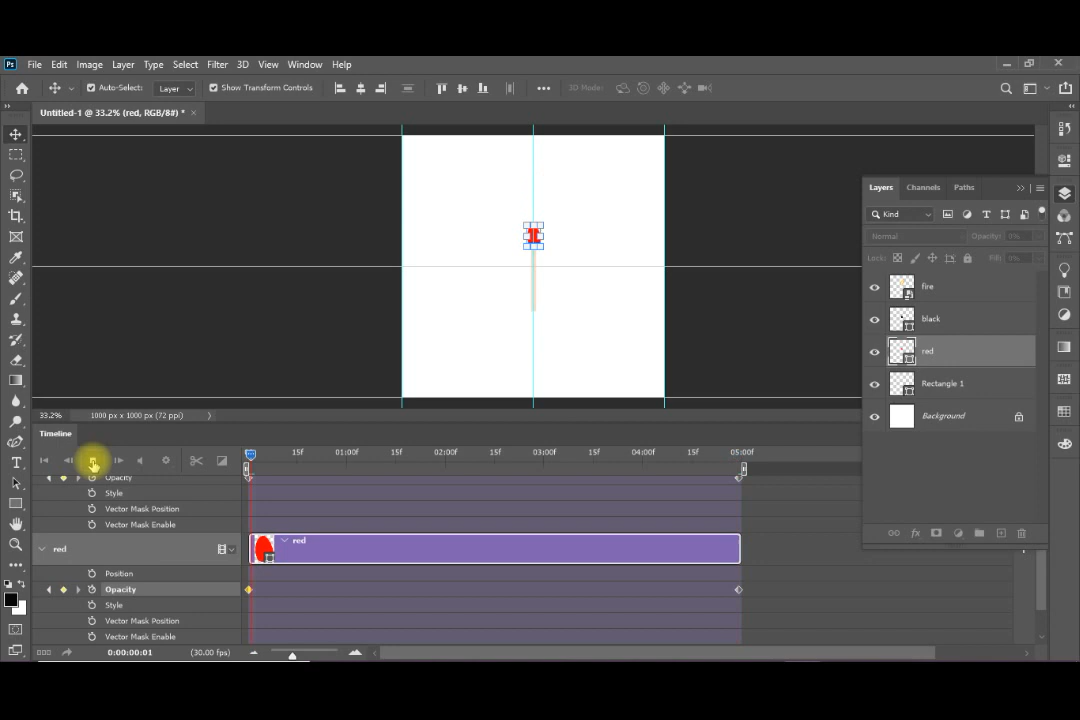 Ps File Edit Image Layer Type Select Filter 3D View Window Help
Auto-Select: Layer Show Transform Controls 3D Mode:
Untitled-1 @ 33.2% (red, RGB/8#) * ×
Layers Channels Paths
Kind
Normal Opacity: 0%
Lock: Fill: 0%
fire
black
red
Rectangle 1
Background
33.2% 1000 px x 1000 px (72 ppi)
Timeline
15f 01:00f 15f 02:00f 15f 03:00f 15f 04:00f 15f 05:00f
Opacity
Style
Vector Mask Position
Vector Mask Enable
red red
Position
Opacity
Style
Vector Mask Position
Vector Mask Enable
0:00:00:01 (30.00 fps)